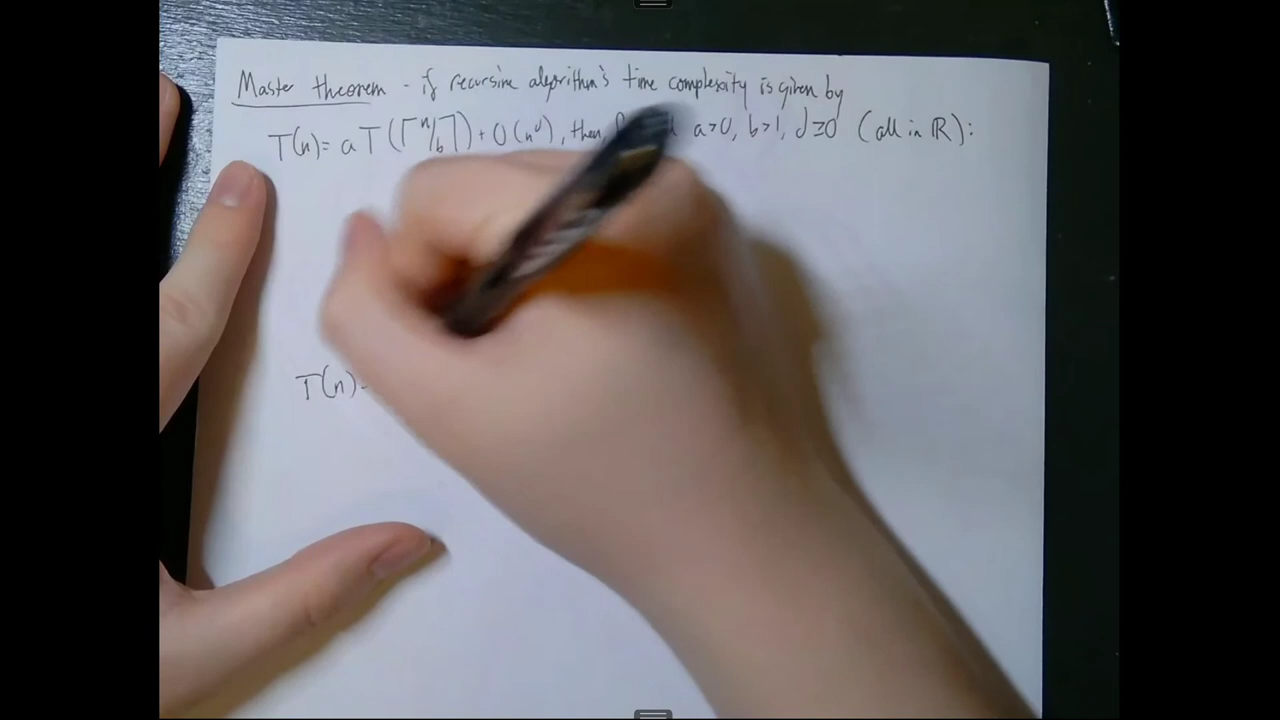 Master theorem - if recursive algorithm's time complexity is given by
T(n) = a T(⌈n/b⌉) + O(n^d), then a>0, b>1, d≥0 (all in ℝ):
T(n)